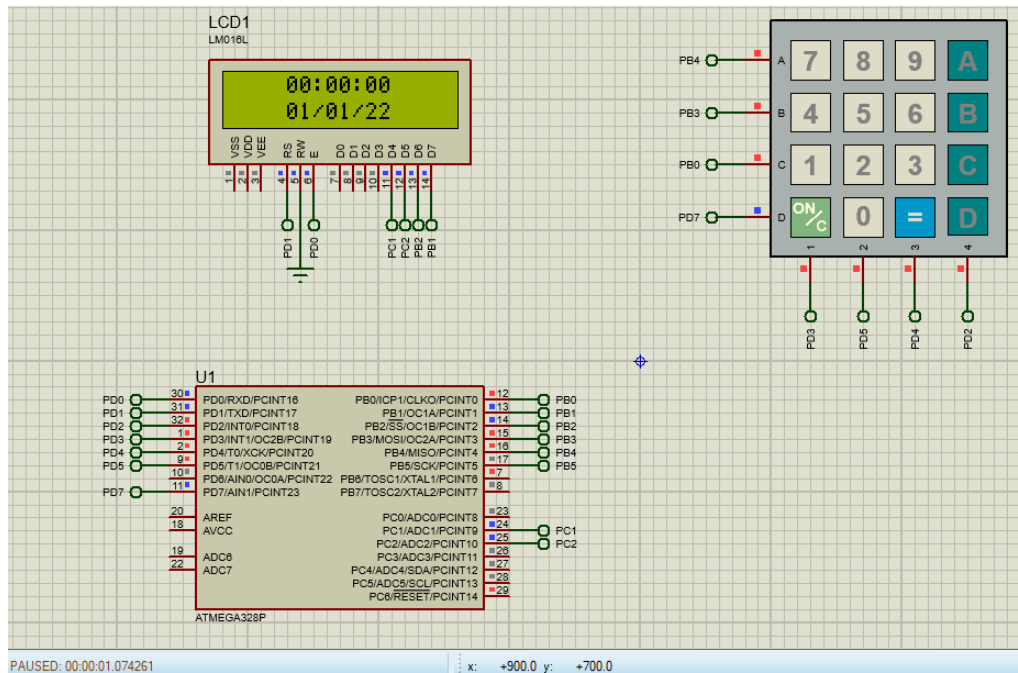 LCD1
LM016L
00:00:00
01/01/22
VSS VDD VEE RS RW E D0 D1 D2 D3 D4 D5 D6 D7
1 2 3 4 5 6 7 8 9 10 11 12 13 14
PD1 PD0 PC1 PC2 PB2 PB1
PB4 A 7 8 9 A
PB3 B 4 5 6 B
PB0 C 1 2 3 C
PD7 D ON/C 0 = D
1 2 3 4
PD3 PD5 PD4 PD2
U1
PD0 30 PD0/RXD/PCINT16 PB0/ICP1/CLKO/PCINT0 12 PB0
PD1 31 PD1/TXD/PCINT17 PB1/OC1A/PCINT1 13 PB1
PD2 32 PD2/INT0/PCINT18 PB2/SS/OC1B/PCINT2 14 PB2
PD3 1 PD3/INT1/OC2B/PCINT19 PB3/MOSI/OC2A/PCINT3 15 PB3
PD4 2 PD4/T0/XCK/PCINT20 PB4/MISO/PCINT4 16 PB4
PD5 9 PD5/T1/OC0B/PCINT21 PB5/SCK/PCINT5 17 PB5
10 PD6/AIN0/OC0A/PCINT22 PB6/TOSC1/XTAL1/PCINT6 7
PD7 11 PD7/AIN1/PCINT23 PB7/TOSC2/XTAL2/PCINT7 8
20 AREF PC0/ADC0/PCINT8 23
18 AVCC PC1/ADC1/PCINT9 24 PC1
PC2/ADC2/PCINT10 25 PC2
19 ADC6 PC3/ADC3/PCINT11 26
22 ADC7 PC4/ADC4/SDA/PCINT12 27
PC5/ADC5/SCL/PCINT13 28
PC6/RESET/PCINT14 29
ATMEGA328P
PAUSED: 00:00:01.074261 x: +900.0 y: +700.0